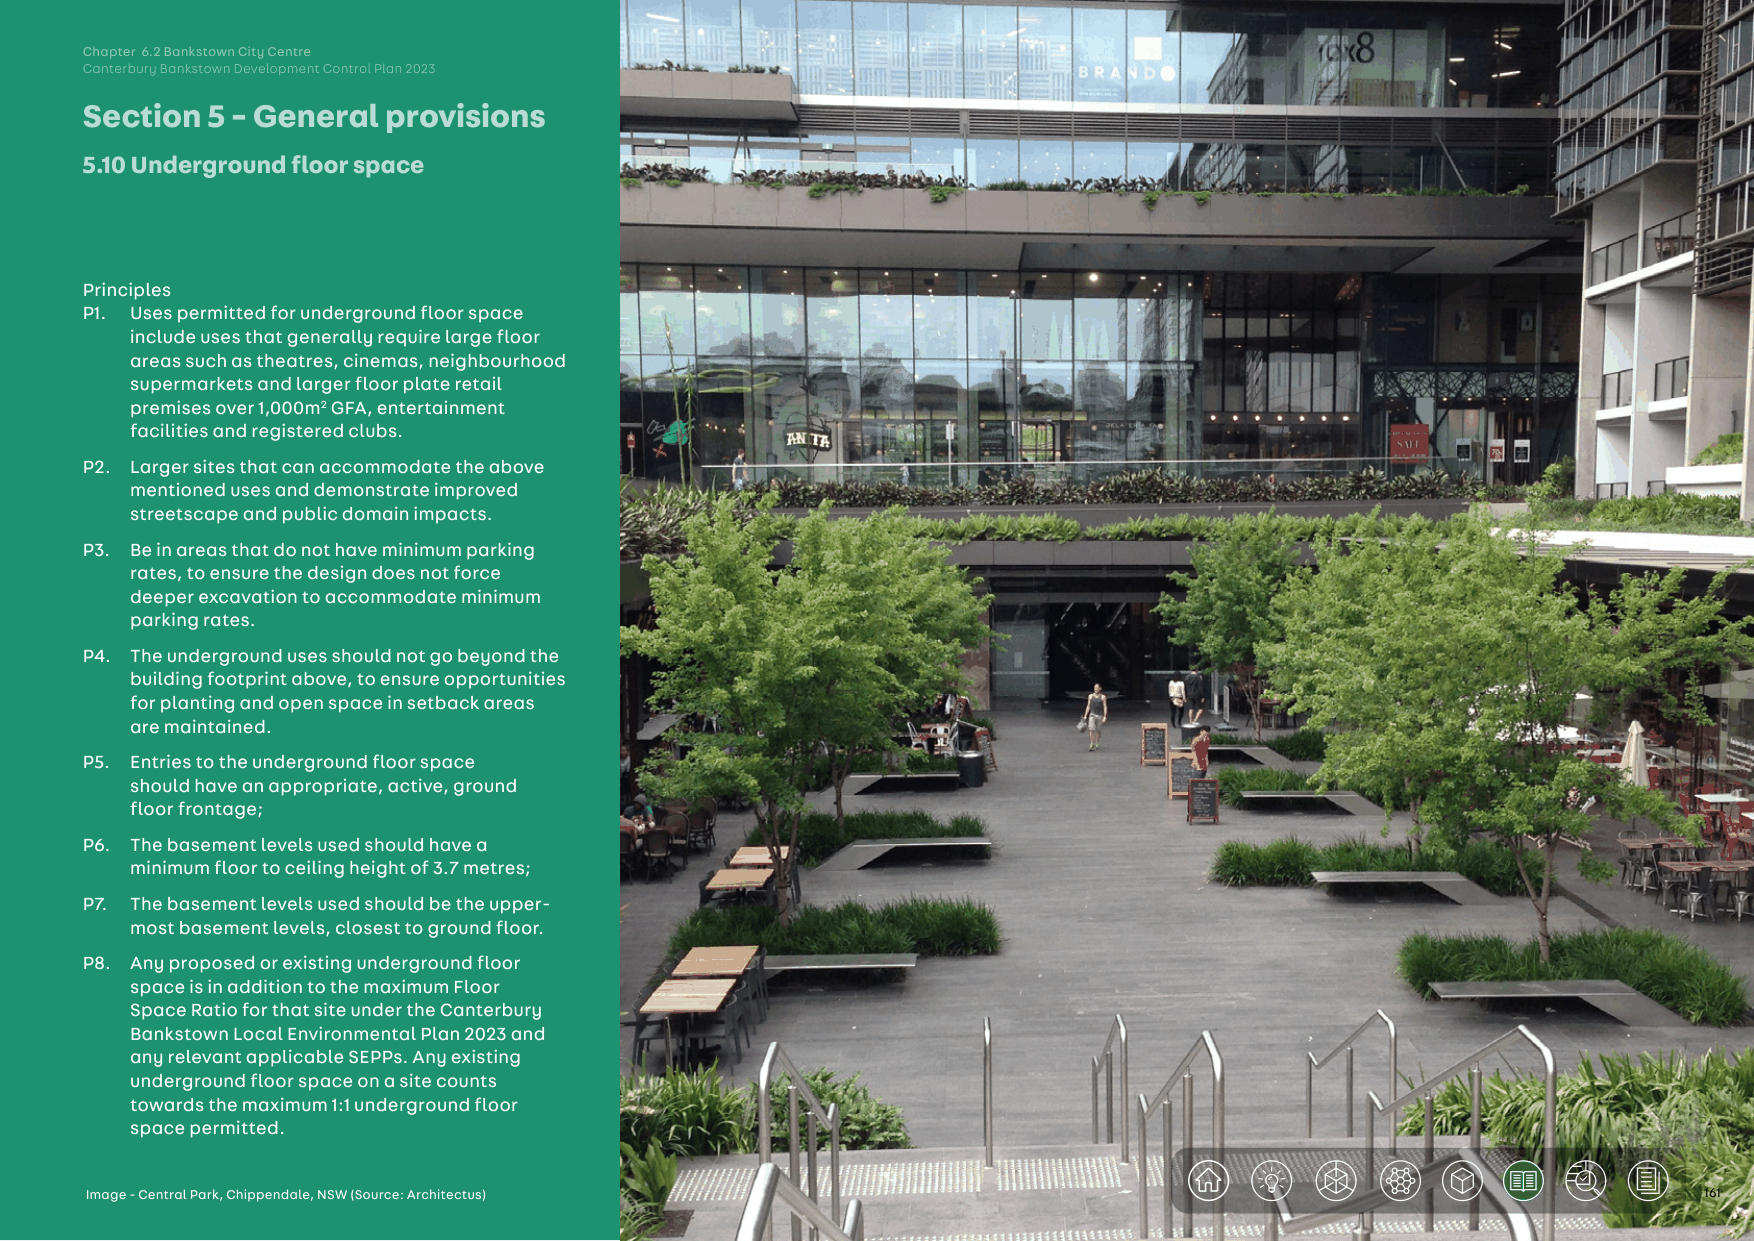 Chapter 6.2 Bankstown City Centre
Canterbury Bankstown Development Control Plan 2023
Section 5 – General provisions
5.10 Underground floor space
Principles
P1. Uses permitted for underground floor space
include uses that generally require large floor
areas such as theatres, cinemas, neighbourhood
supermarkets and larger floor plate retail
premises over 1,000m² GFA, entertainment
facilities and registered clubs.
P2. Larger sites that can accommodate the above
mentioned uses and demonstrate improved
streetscape and public domain impacts.
P3. Be in areas that do not have minimum parking
rates, to ensure the design does not force
deeper excavation to accommodate minimum
parking rates.
P4. The underground uses should not go beyond the
building footprint above, to ensure opportunities
for planting and open space in setback areas
are maintained.
P5. Entries to the underground floor space
should have an appropriate, active, ground
floor frontage;
P6. The basement levels used should have a
minimum floor to ceiling height of 3.7 metres;
P7. The basement levels used should be the upper-
most basement levels, closest to ground floor.
P8. Any proposed or existing underground floor
space is in addition to the maximum Floor
Space Ratio for that site under the Canterbury
Bankstown Local Environmental Plan 2023 and
any relevant applicable SEPPs. Any existing
underground floor space on a site counts
towards the maximum 1:1 underground floor
space permitted.
Image - Central Park, Chippendale, NSW (Source: Architectus)
BRANDO
ANITA
SALE
161